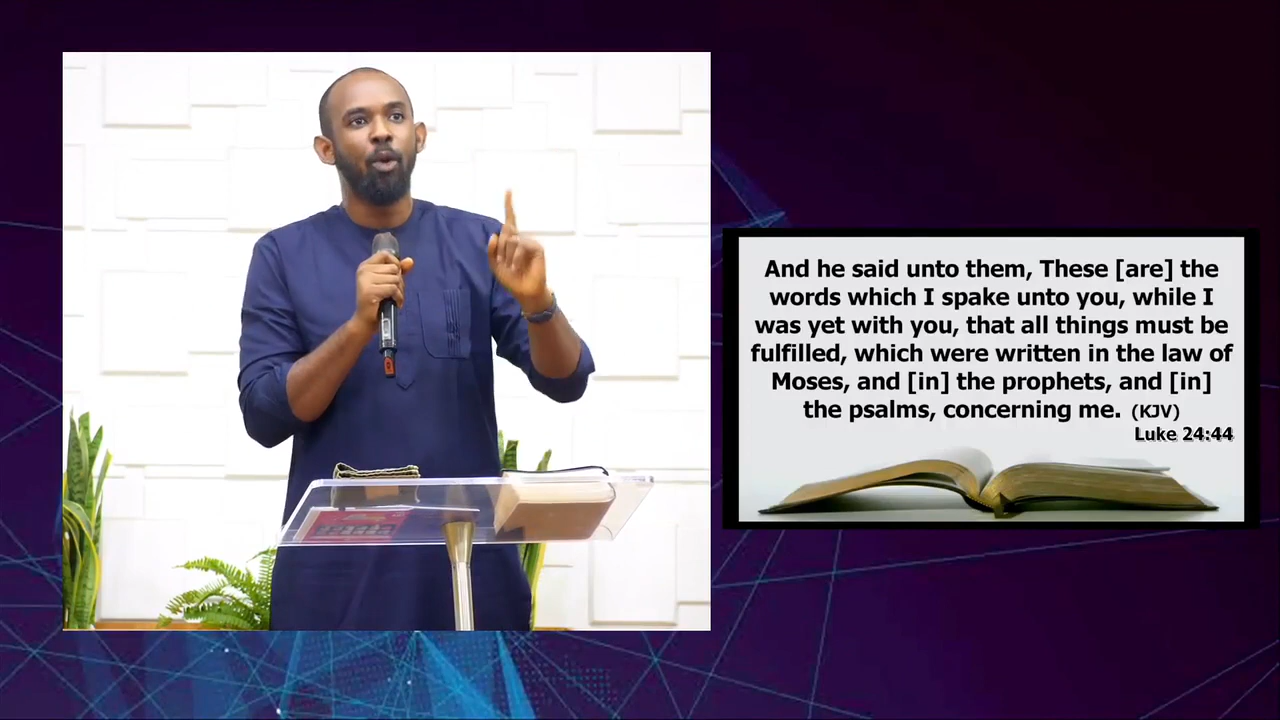 And he said unto them, These [are] the
words which I spake unto you, while I
was yet with you, that all things must be
fulfilled, which were written in the law of
Moses, and [in] the prophets, and [in]
the psalms, concerning me. (KJV)
Luke 24:44